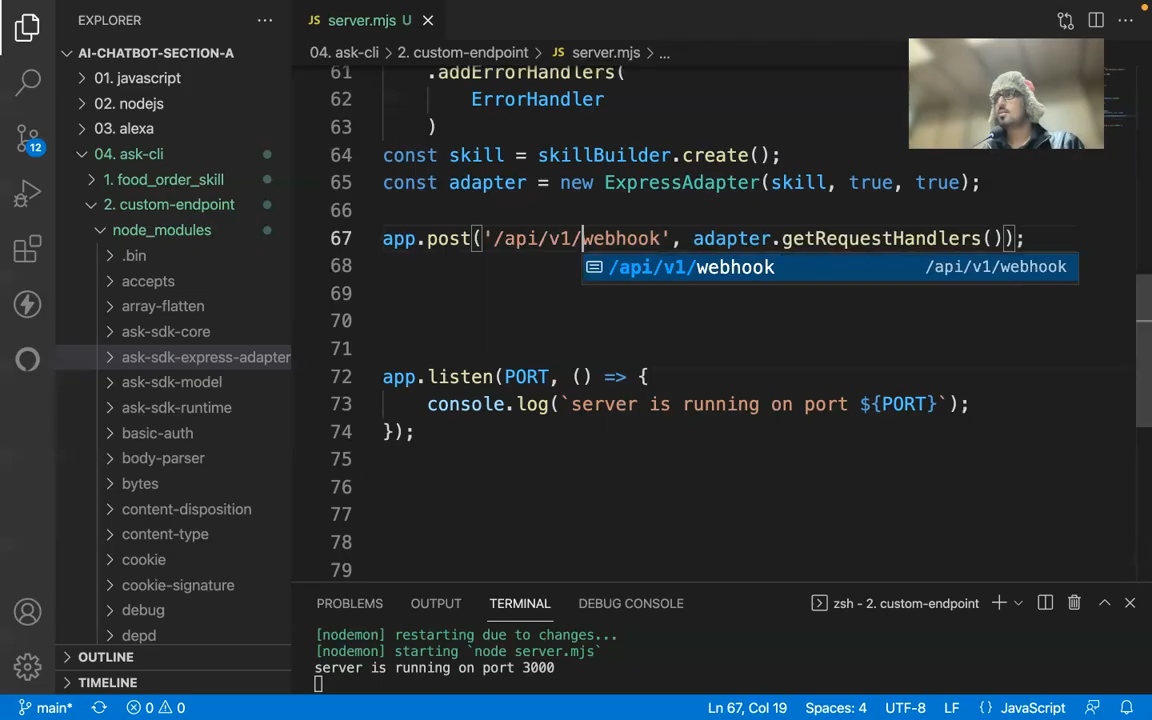 EXPLORER
AI-CHATBOT-SECTION-A
01. javascript
02. nodejs
03. alexa
04. ask-cli
1. food_order_skill
2. custom-endpoint
node_modules
.bin
accepts
array-flatten
ask-sdk-core
ask-sdk-express-adapter
ask-sdk-model
ask-sdk-runtime
basic-auth
body-parser
bytes
content-disposition
content-type
cookie
cookie-signature
debug
depd
OUTLINE
TIMELINE
12
JS server.mjs U
04. ask-cli > 2. custom-endpoint > JS server.mjs > ...
61 .addErrorHandlers(
62 ErrorHandler
63 )
64 const skill = skillBuilder.create();
65 const adapter = new ExpressAdapter(skill, true, true);
66
67 app.post('/api/v1/webhook', adapter.getRequestHandlers());
/api/v1/webhook /api/v1/webhook
68
69
70
71
72 app.listen(PORT, () => {
73 console.log(`server is running on port ${PORT}`);
74 });
75
76
77
78
79
PROBLEMS OUTPUT TERMINAL DEBUG CONSOLE zsh - 2. custom-endpoint
[nodemon] restarting due to changes...
[nodemon] starting `node server.mjs`
server is running on port 3000
main* 0 0 Ln 67, Col 19 Spaces: 4 UTF-8 LF {} JavaScript